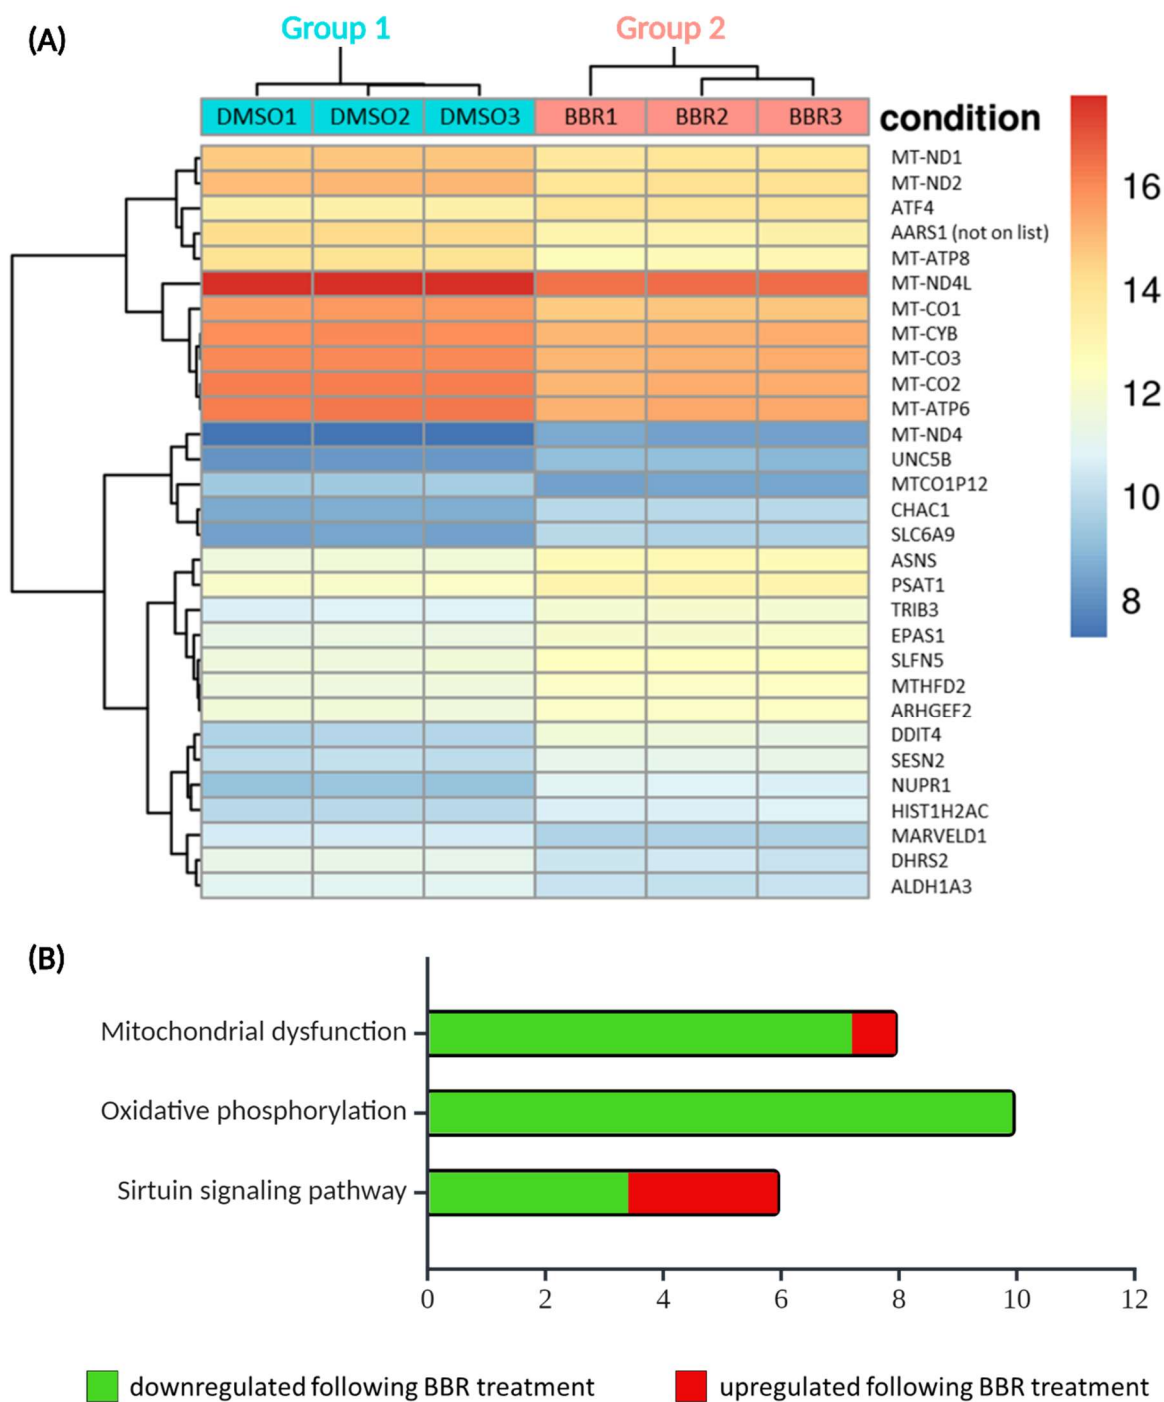 (A)
Group 1 Group 2
DMSO1 DMSO2 DMSO3 BBR1 BBR2 BBR3 condition
MT-ND1
MT-ND2
ATF4
AARS1 (not on list)
MT-ATP8
MT-ND4L
MT-CO1
MT-CYB
MT-CO3
MT-CO2
MT-ATP6
MT-ND4
UNC5B
MTCO1P12
CHAC1
SLC6A9
ASNS
PSAT1
TRIB3
EPAS1
SLFN5
MTHFD2
ARHGEF2
DDIT4
SESN2
NUPR1
HIST1H2AC
MARVELD1
DHRS2
ALDH1A3
16
14
12
10
8
(B)
Mitochondrial dysfunction
Oxidative phosphorylation
Sirtuin signaling pathway
0 2 4 6 8 10 12
downregulated following BBR treatment upregulated following BBR treatment